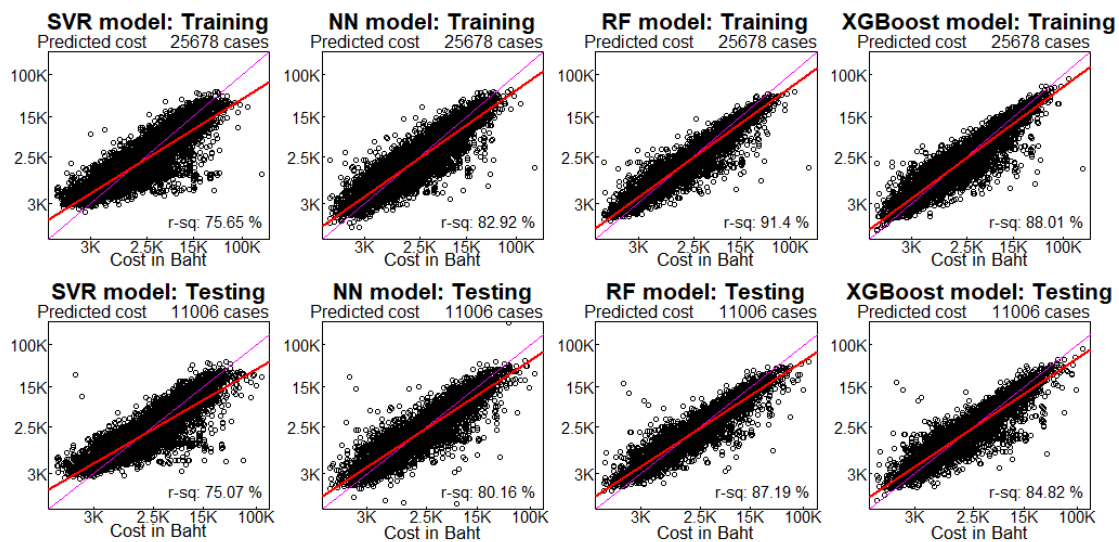 SVR model: Training
Predicted cost 25678 cases
100K
15K
2.5K
3K
r-sq: 75.65 %
3K 2.5K 15K 100K
Cost in Baht
NN model: Training
Predicted cost 25678 cases
100K
15K
2.5K
3K
r-sq: 82.92 %
3K 2.5K 15K 100K
Cost in Baht
RF model: Training
Predicted cost 25678 cases
100K
15K
2.5K
3K
r-sq: 91.4 %
3K 2.5K 15K 100K
Cost in Baht
XGBoost model: Training
Predicted cost 25678 cases
100K
15K
2.5K
3K
r-sq: 88.01 %
3K 2.5K 15K 100K
Cost in Baht
SVR model: Testing
Predicted cost 11006 cases
100K
15K
2.5K
3K
r-sq: 75.07 %
3K 2.5K 15K 100K
Cost in Baht
NN model: Testing
Predicted cost 11006 cases
100K
15K
2.5K
3K
r-sq: 80.16 %
3K 2.5K 15K 100K
Cost in Baht
RF model: Testing
Predicted cost 11006 cases
100K
15K
2.5K
3K
r-sq: 87.19 %
3K 2.5K 15K 100K
Cost in Baht
XGBoost model: Testing
Predicted cost 11006 cases
100K
15K
2.5K
3K
r-sq: 84.82 %
3K 2.5K 15K 100K
Cost in Baht